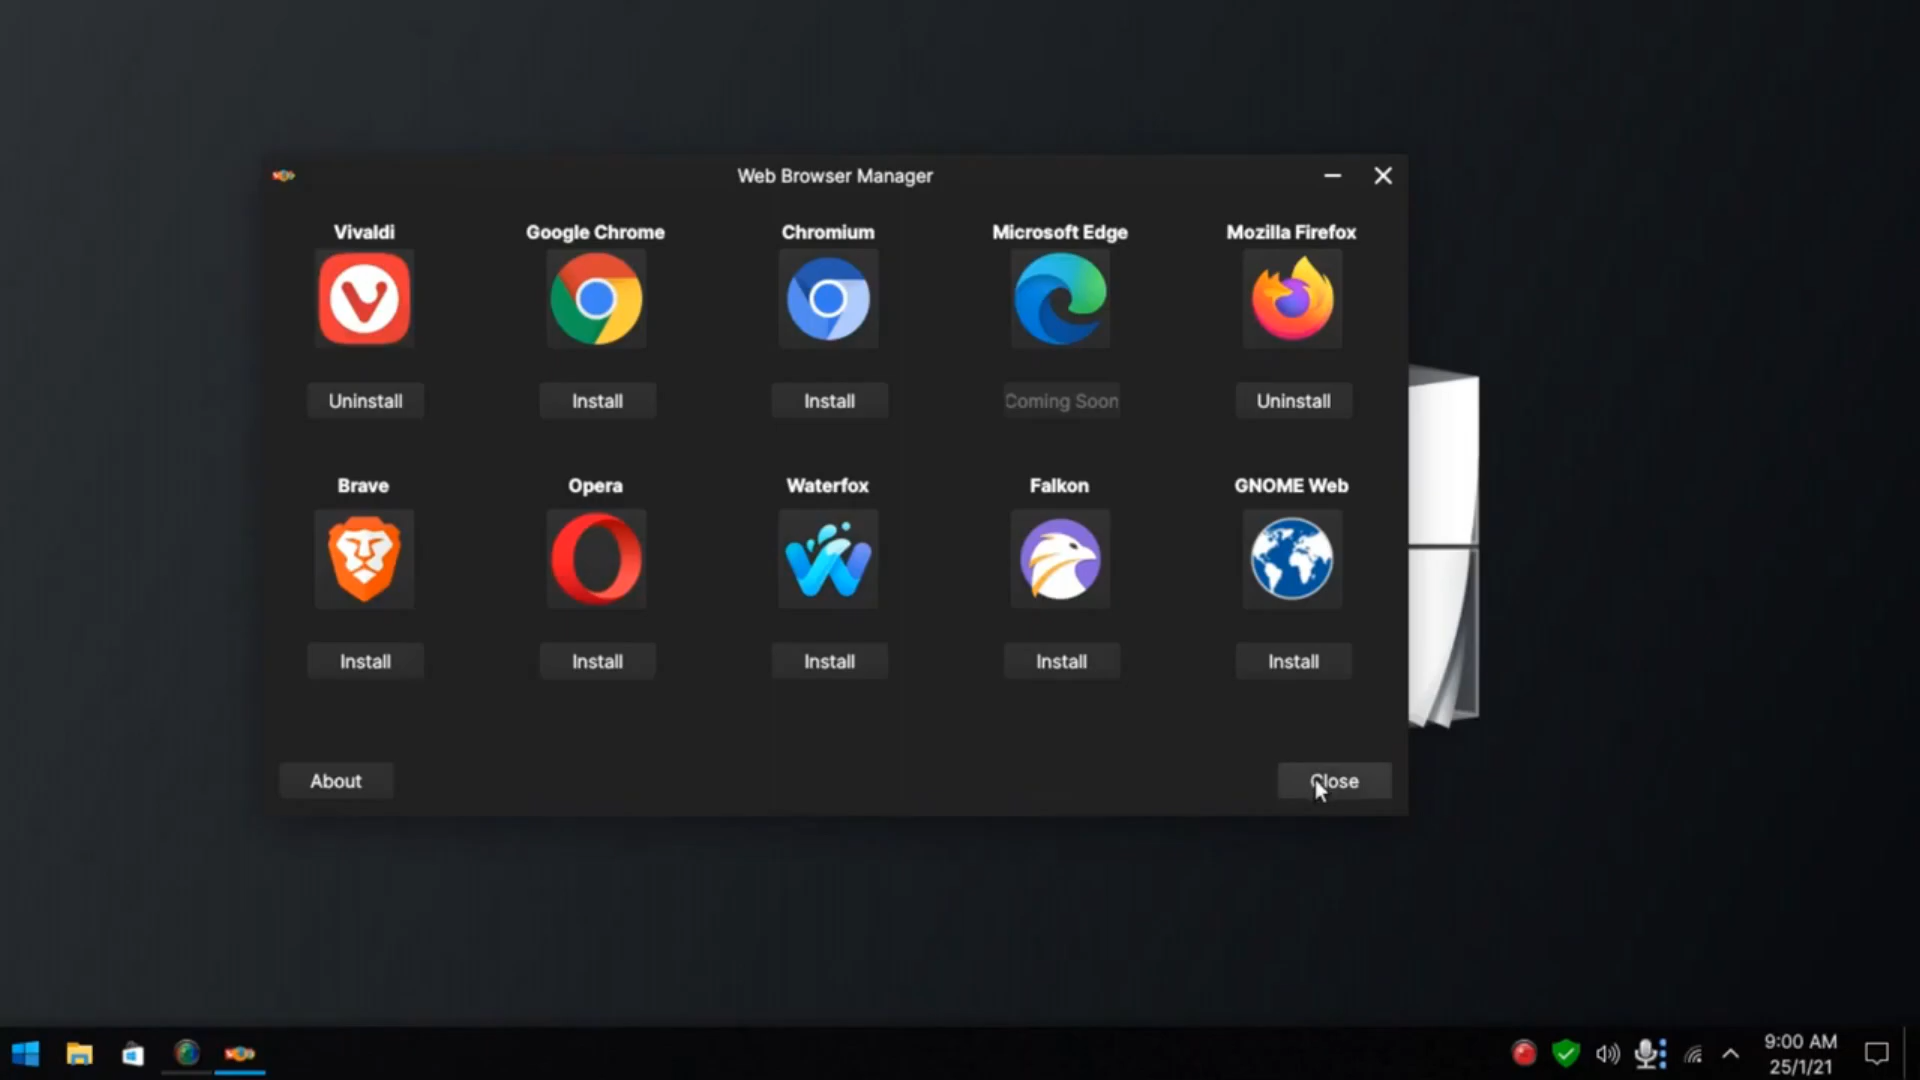 Web Browser Manager
Vivaldi Google Chrome Chromium Microsoft Edge Mozilla Firefox
Uninstall Install Install Coming Soon Uninstall
Brave Opera Waterfox Falkon GNOME Web
Install Install Install Install Install
About Close
9:00 AM
25/1/21